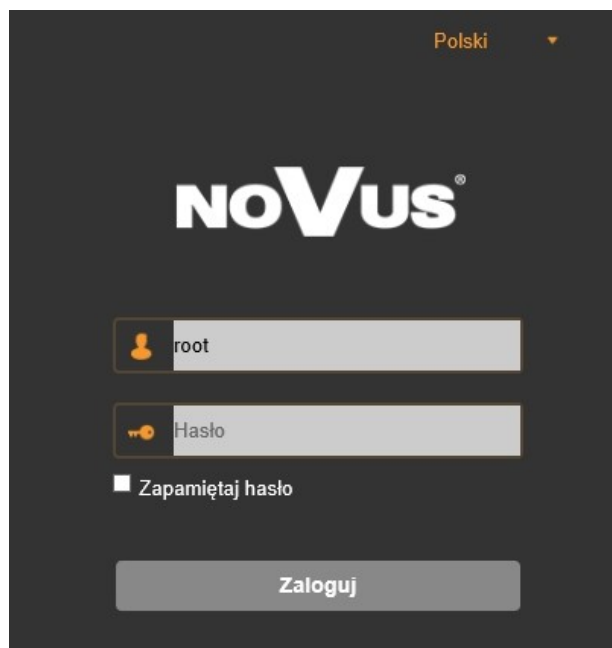 Polski
NOVUS®
root
Hasło
Zapamiętaj hasło
Zaloguj